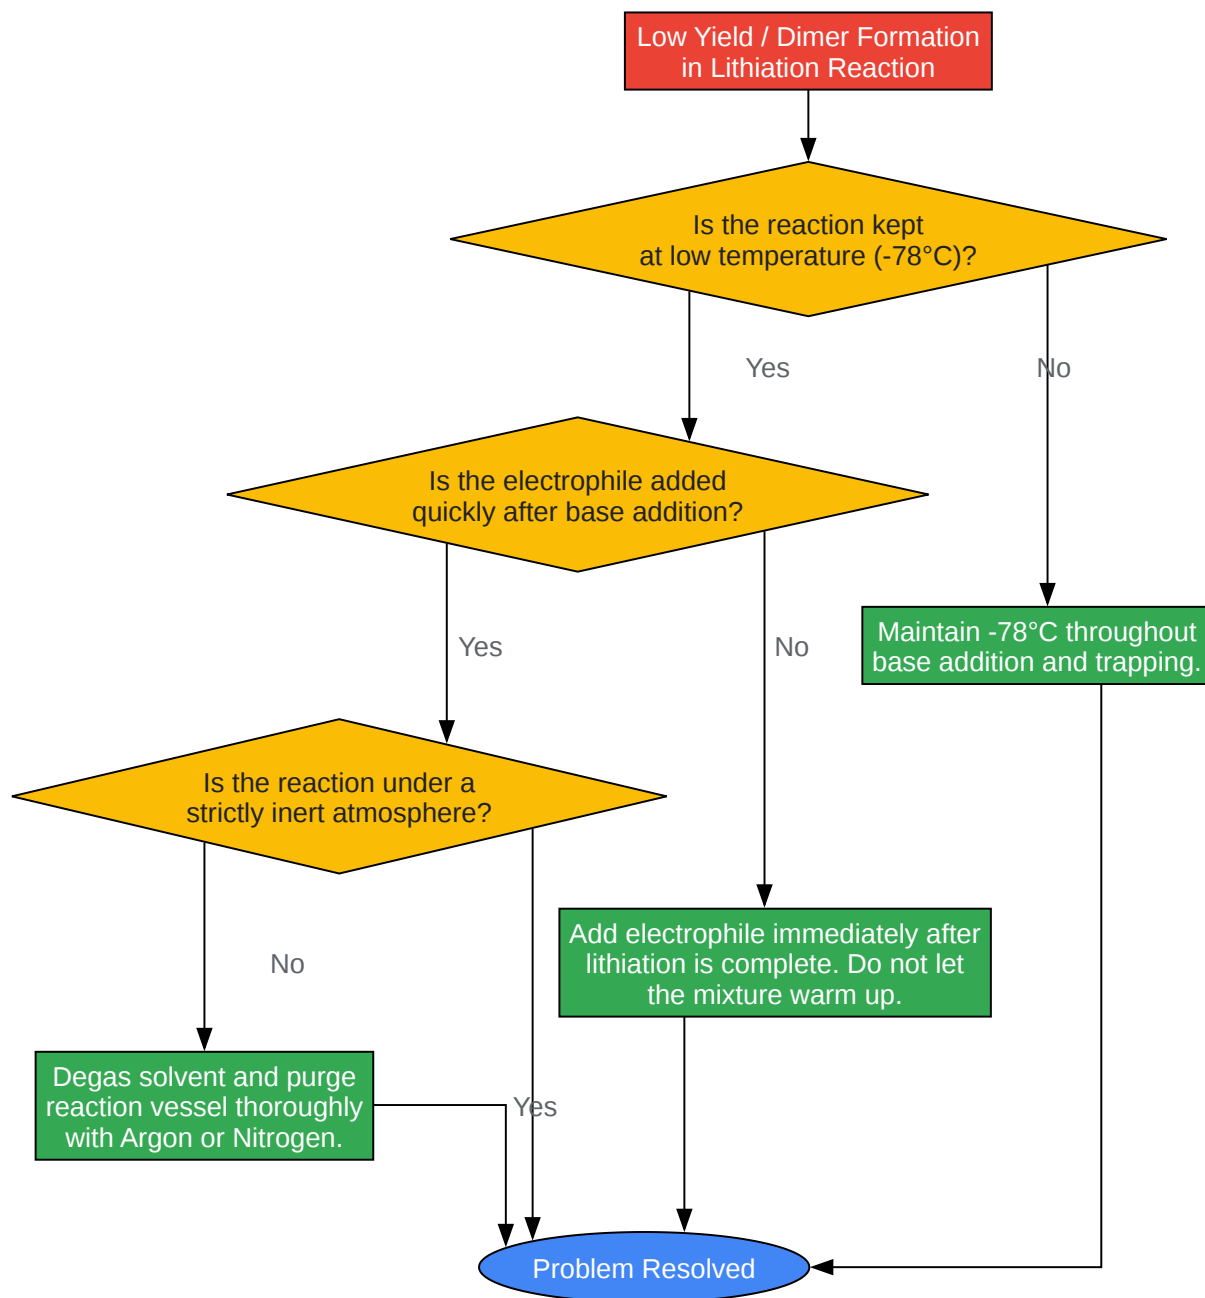 Low Yield / Dimer Formation
in Lithiation Reaction
Is the reaction kept
at low temperature (-78°C)?
Yes
No
Is the electrophile added
quickly after base addition?
Yes
No
Maintain -78°C throughout
base addition and trapping.
Is the reaction under a
strictly inert atmosphere?
No
Add electrophile immediately after
lithiation is complete. Do not let
the mixture warm up.
Degas solvent and purge
reaction vessel thoroughly
with Argon or Nitrogen.
Yes
Problem Resolved